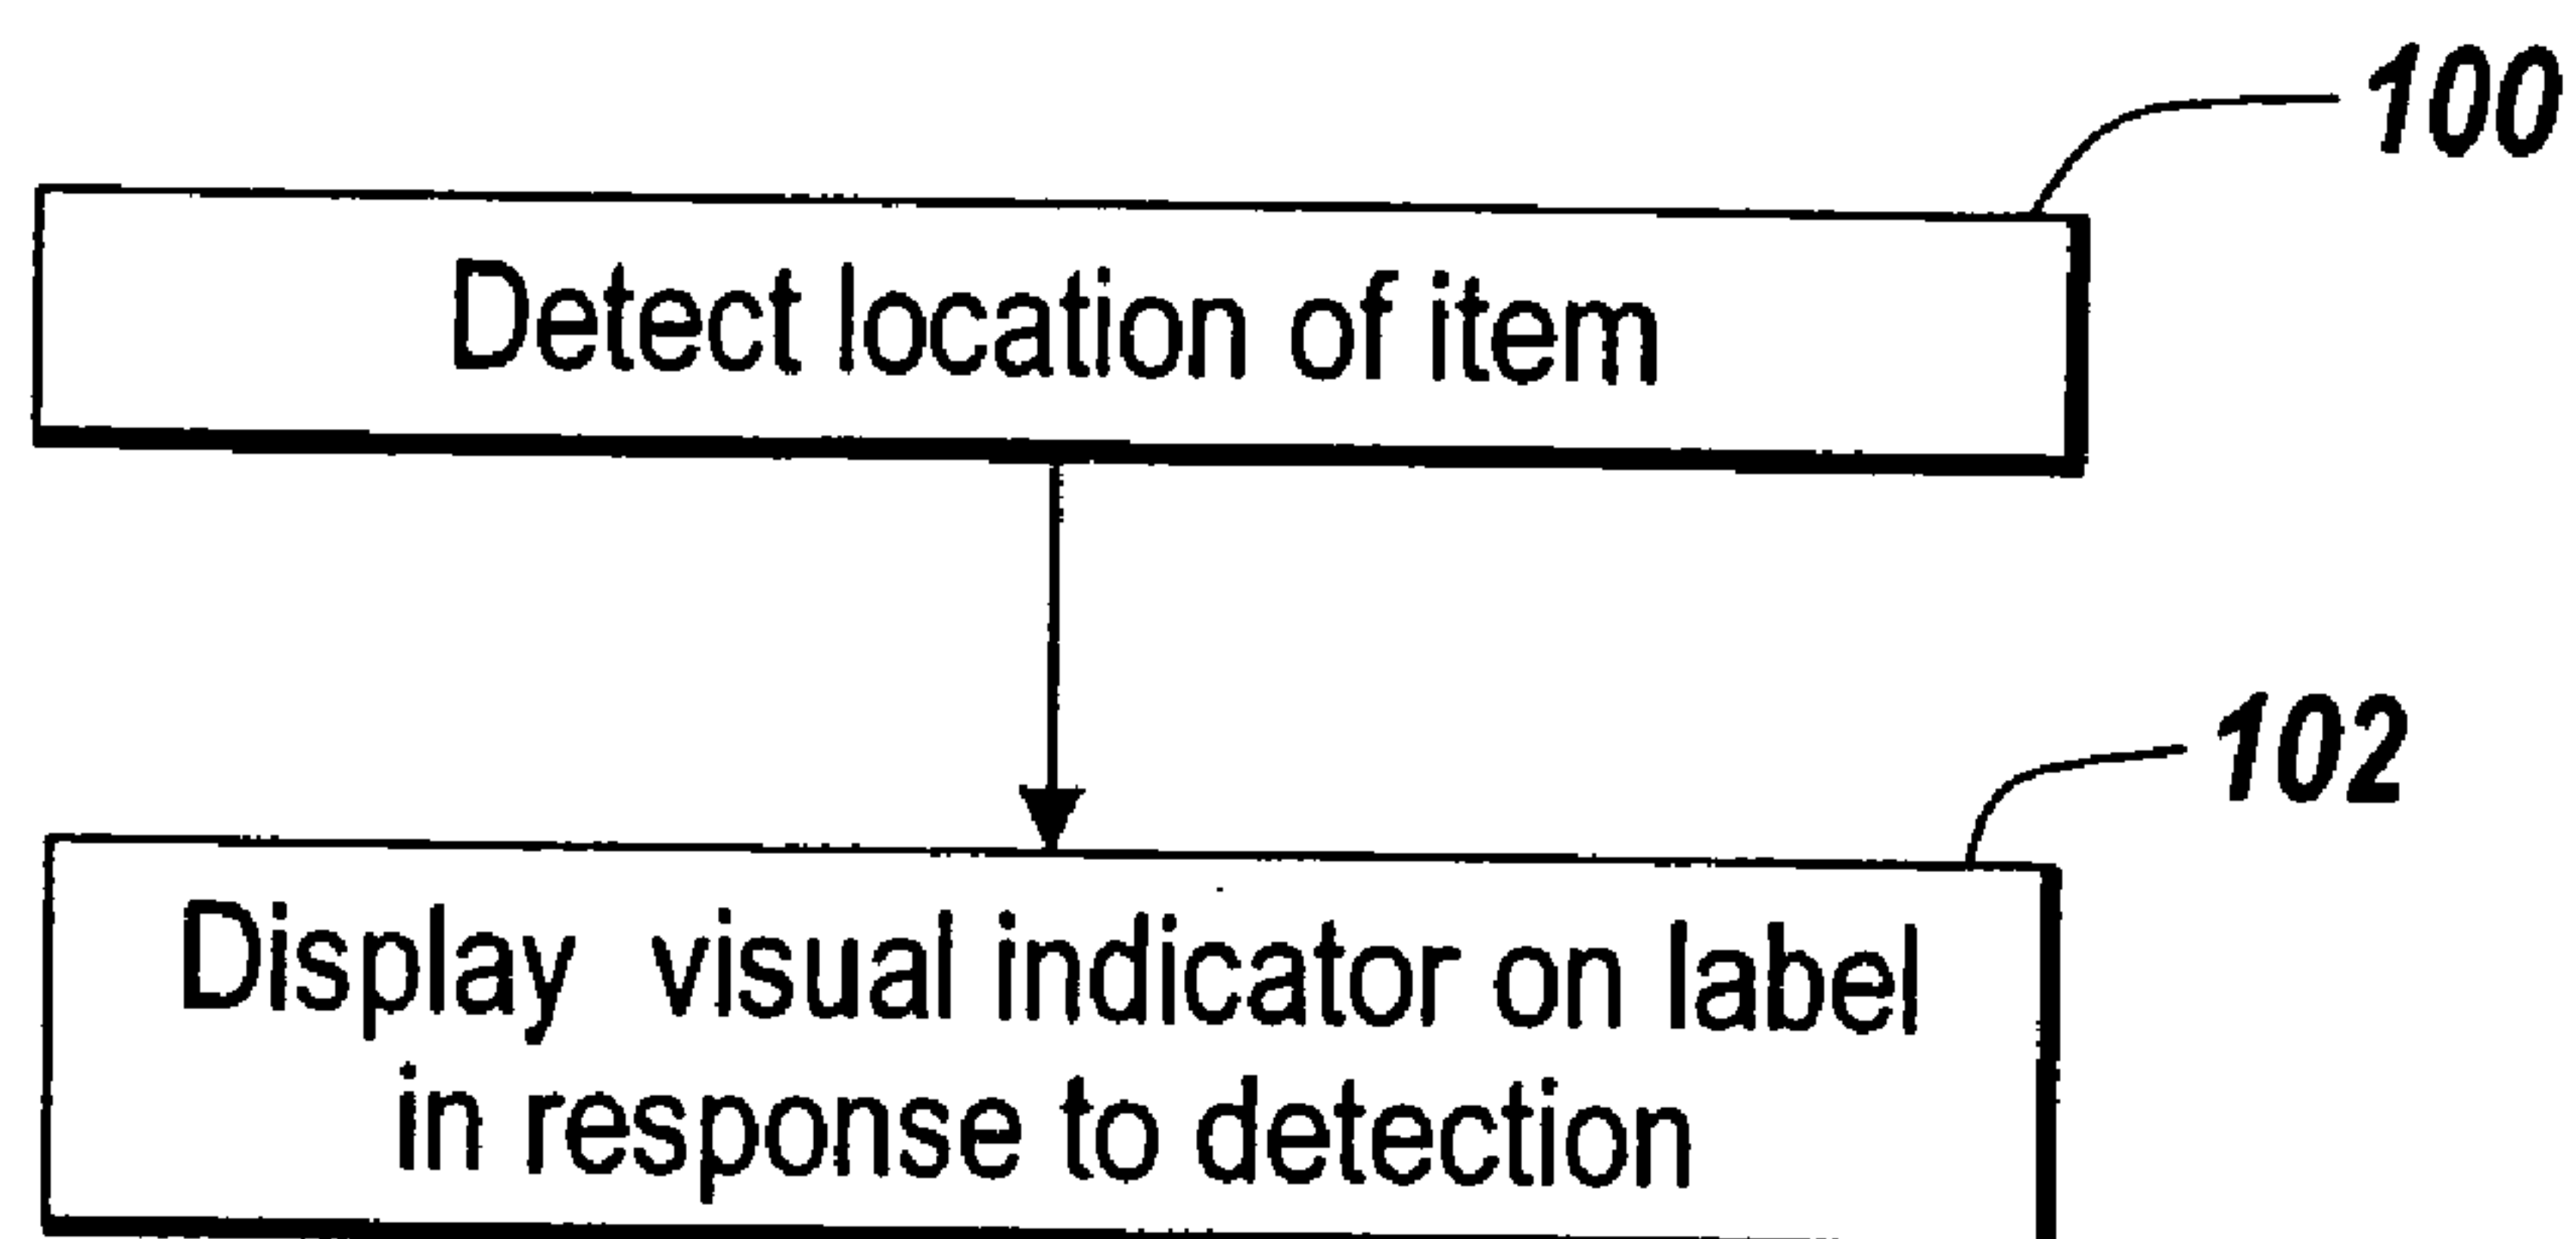 100
Detect location of item
102
Display visual indicator on label
in response to detection